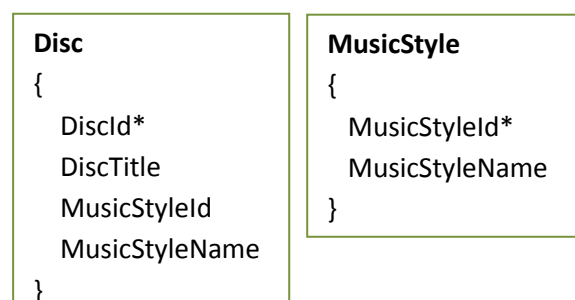 Disc
{
DiscId*
DiscTitle
MusicStyleId
MusicStyleName
}
MusicStyle
{
MusicStyleId*
MusicStyleName
}